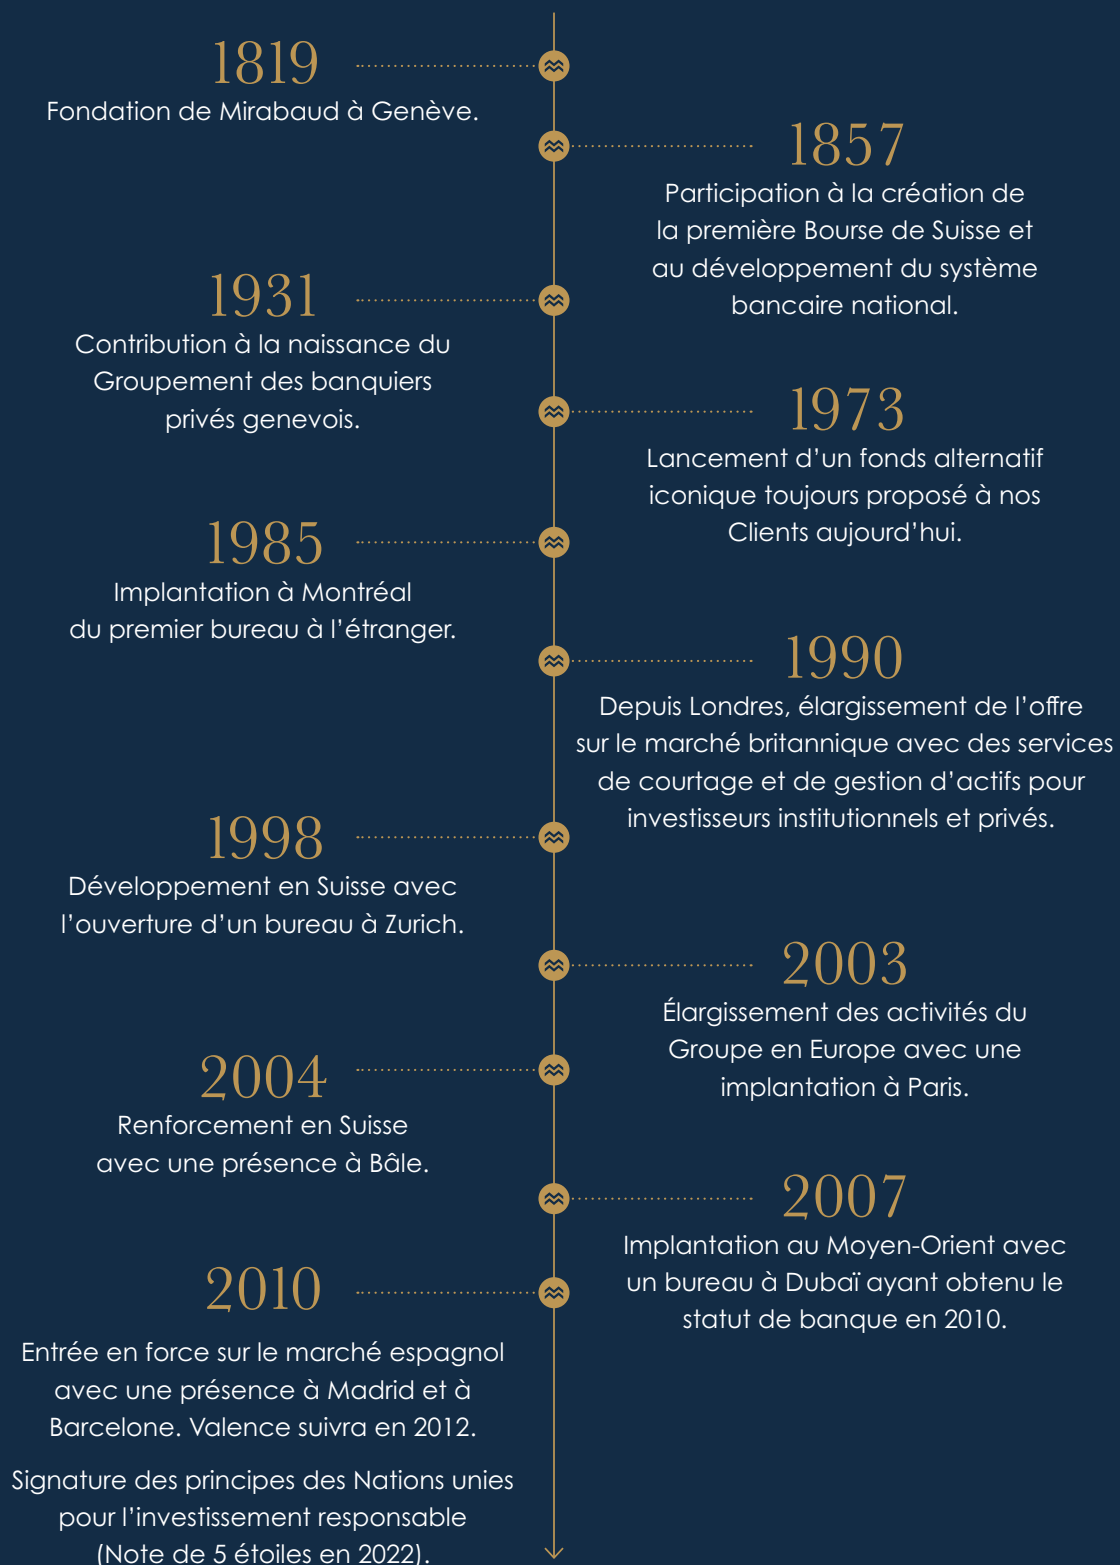 1819
Fondation de Mirabaud à Genève.
1857
Participation à la création de
la première Bourse de Suisse et
au développement du système
bancaire national.
1931
Contribution à la naissance du
Groupement des banquiers
privés genevois.
1973
Lancement d’un fonds alternatif
iconique toujours proposé à nos
Clients aujourd’hui.
1985
Implantation à Montréal
du premier bureau à l’étranger.
1990
Depuis Londres, élargissement de l’offre
sur le marché britannique avec des services
de courtage et de gestion d’actifs pour
investisseurs institutionnels et privés.
1998
Développement en Suisse avec
l’ouverture d’un bureau à Zurich.
2003
Élargissement des activités du
Groupe en Europe avec une
implantation à Paris.
2004
Renforcement en Suisse
avec une présence à Bâle.
2007
Implantation au Moyen-Orient avec
un bureau à Dubaï ayant obtenu le
statut de banque en 2010.
2010
Entrée en force sur le marché espagnol
avec une présence à Madrid et à
Barcelone. Valence suivra en 2012.
Signature des principes des Nations unies
pour l’investissement responsable
(Note de 5 étoiles en 2022).